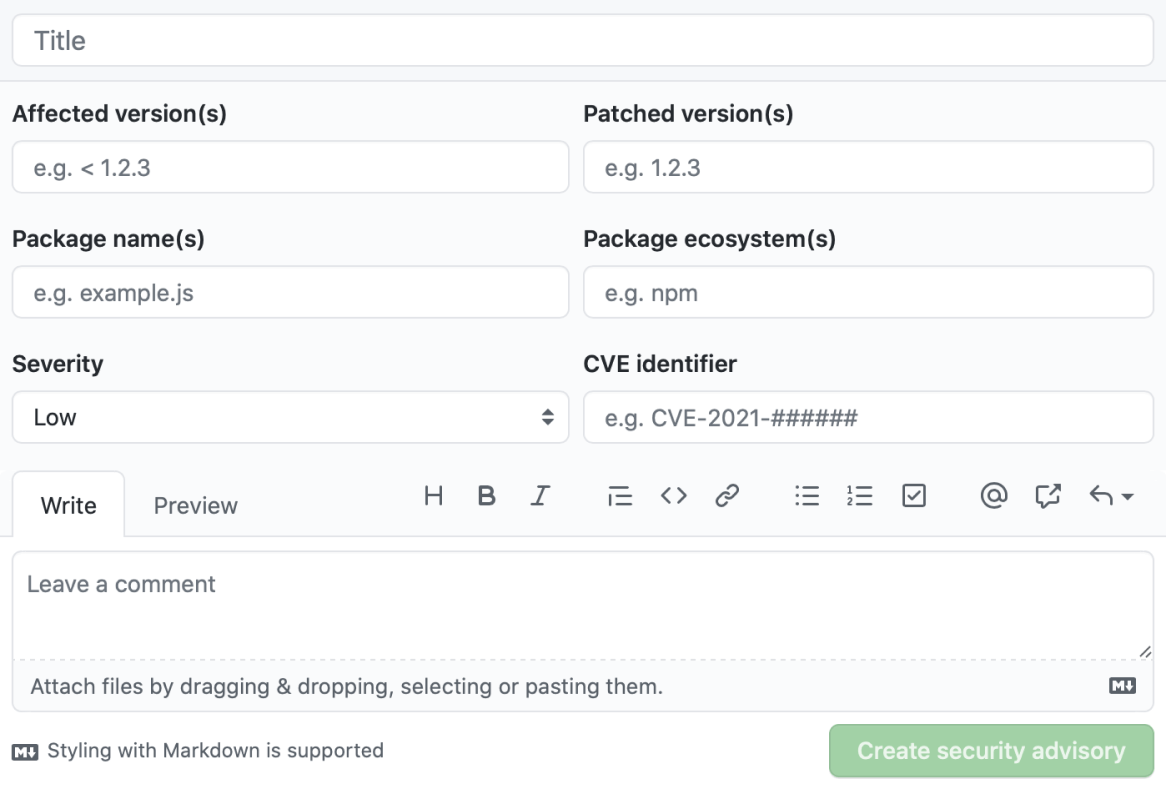 Title
Affected version(s)
Patched version(s)
e.g. < 1.2.3
e.g. 1.2.3
Package name(s)
Package ecosystem(s)
e.g. example.js
e.g. npm
Severity
CVE identifier
Low
e.g. CVE-2021-######
Write
Preview
Leave a comment
Attach files by dragging & dropping, selecting or pasting them.
Styling with Markdown is supported
Create security advisory